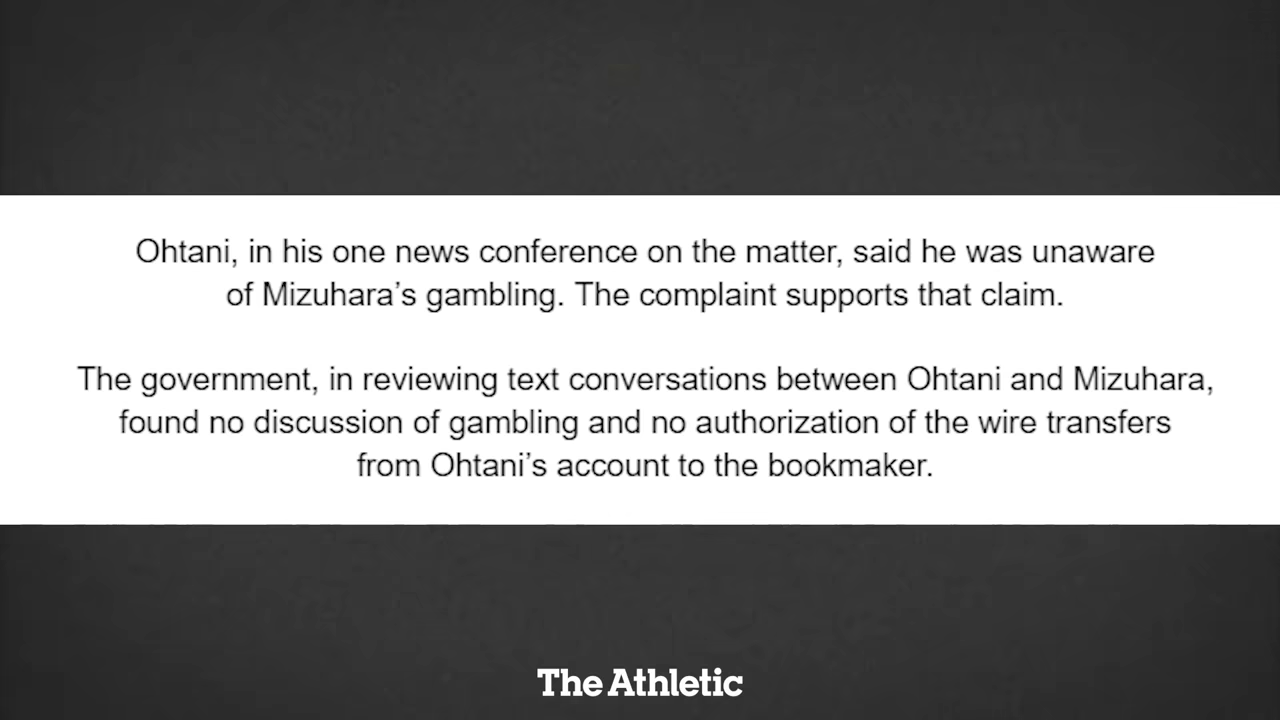 Ohtani, in his one news conference on the matter, said he was unaware
of Mizuhara’s gambling. The complaint supports that claim.
The government, in reviewing text conversations between Ohtani and Mizuhara,
found no discussion of gambling and no authorization of the wire transfers
from Ohtani’s account to the bookmaker.
The Athletic